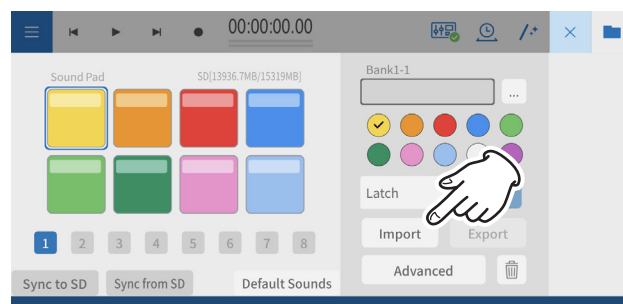 00:00:00.00
Sound Pad
SD[13936.7MB/15319MB]
Bank1-1
...
Latch
Import
Export
1 2 3 4 5 6 7 8
Advanced
Sync to SD
Sync from SD
Default Sounds